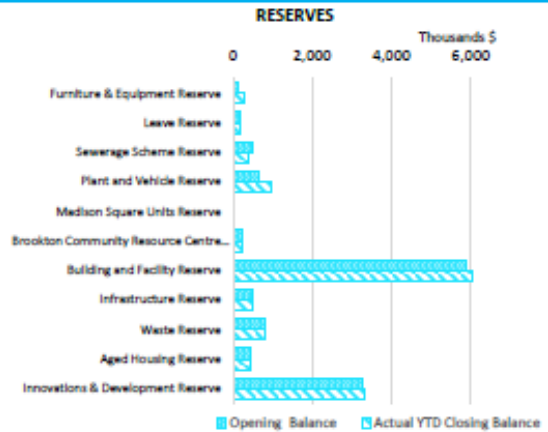 RESERVES
Thousands $
0 2,000 4,000 6,000
Furniture & Equipment Reserve
Leave Reserve
Sewerage Scheme Reserve
Plant and Vehicle Reserve
Madison Square Units Reserve
Brookton Community Resource Centre...
Building and Facility Reserve
Infrastructure Reserve
Waste Reserve
Aged Housing Reserve
Innovations & Development Reserve
Opening Balance Actual YTD Closing Balance